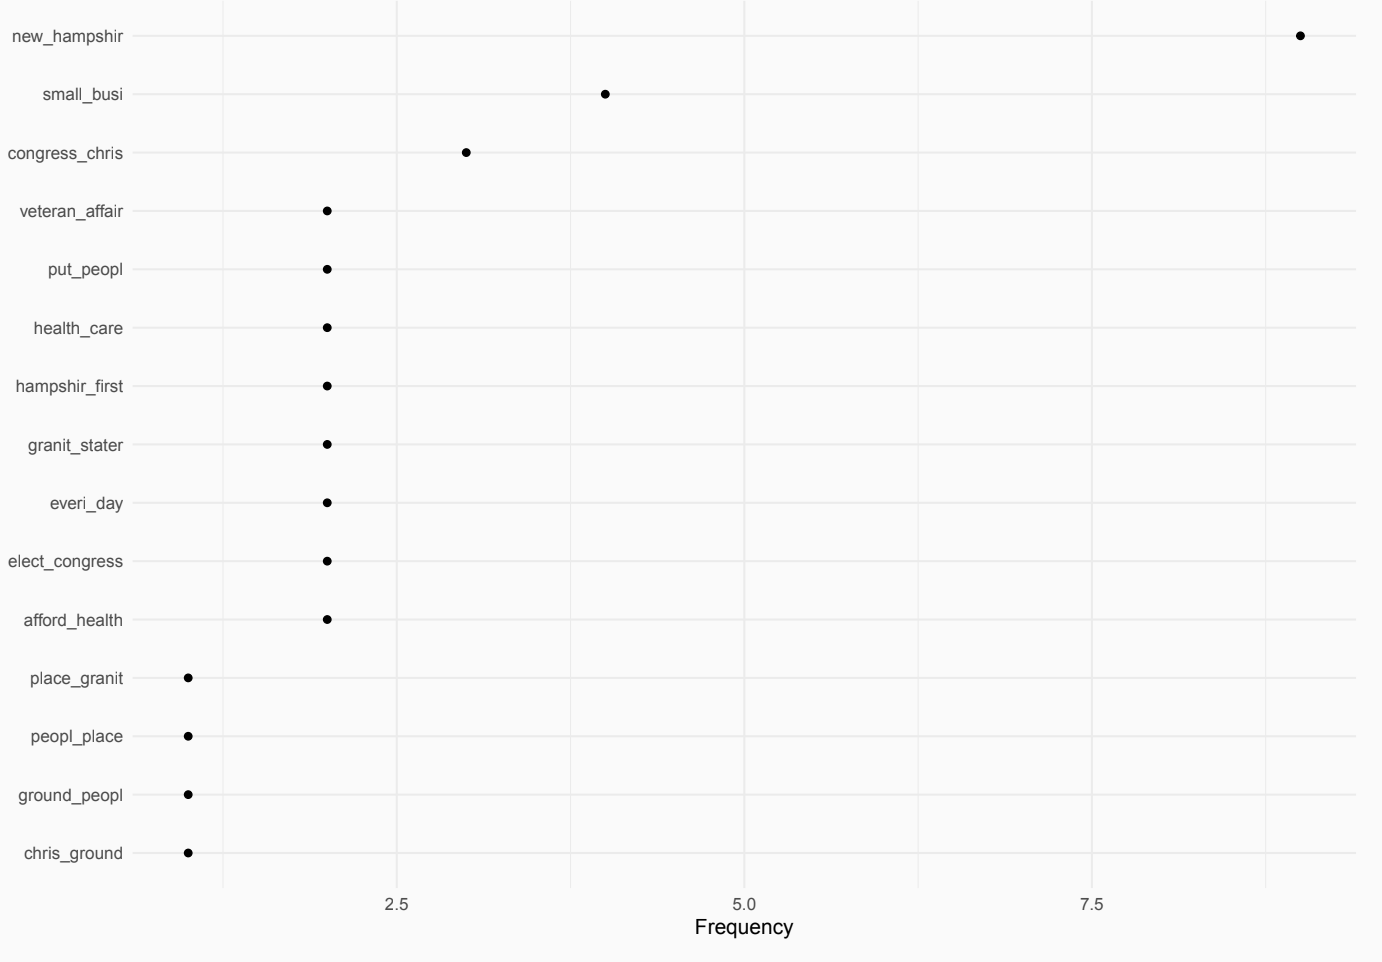 new_hampshir
small_busi
congress_chris
veteran_affair
put_peopl
health_care
hampshir_first
granit_stater
everi_day
elect_congress
afford_health
place_granit
peopl_place
ground_peopl
chris_ground
2.5 5.0 7.5
Frequency